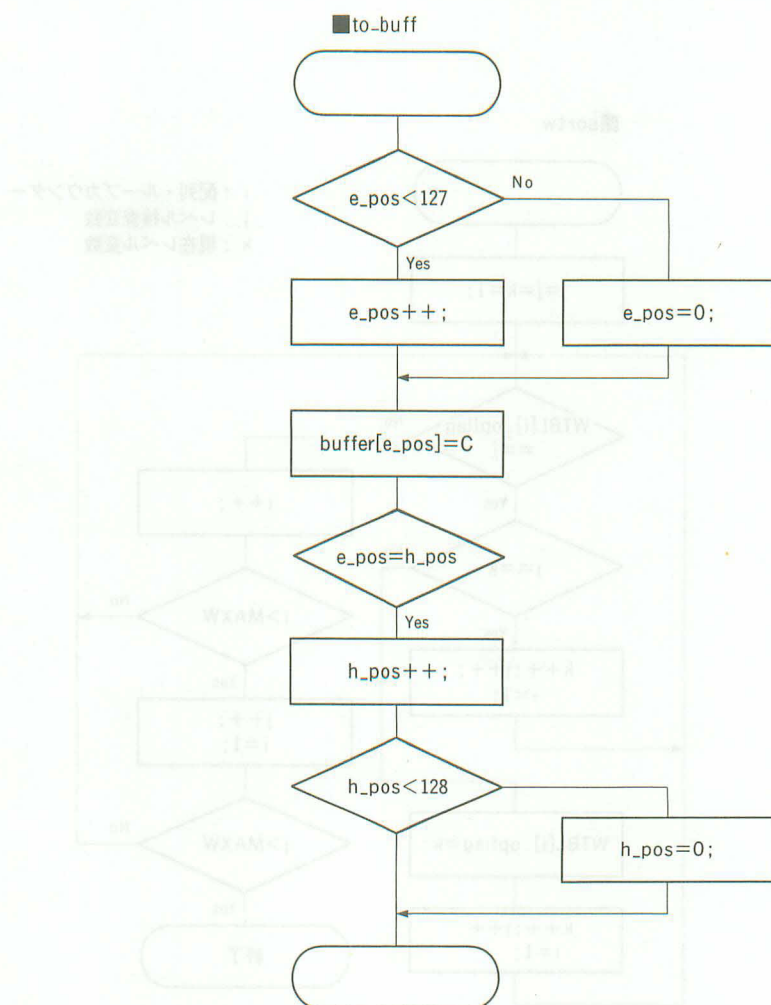 ■to_buff
e_pos<127
No
Yes
e_pos++;
e_pos=0;
buffer[e_pos]=C
e_pos=h_pos
Yes
h_pos++;
h_pos<128
h_pos=0;